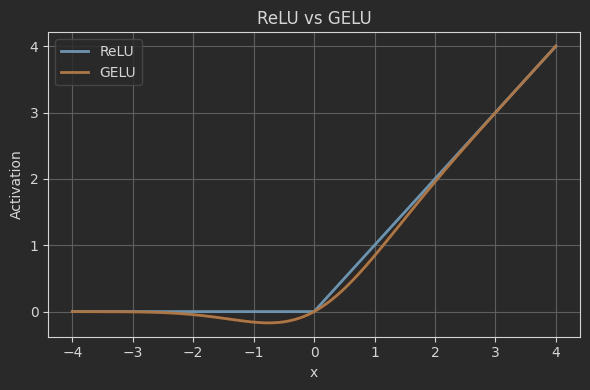 ReLU vs GELU
ReLU
GELU
Activation
4
3
2
1
0
−4 −3 −2 −1 0 1 2 3 4
x